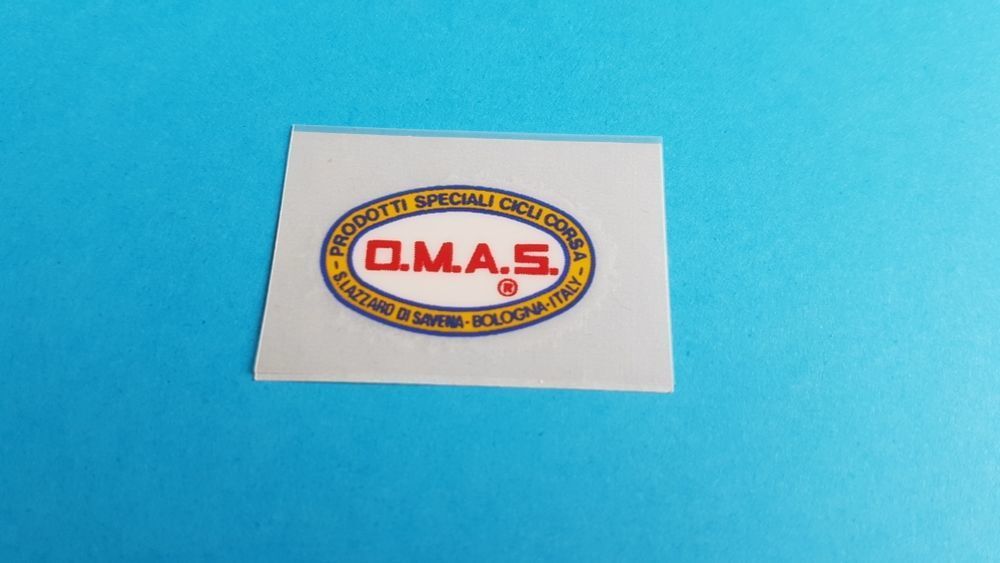 - PRODOTTI SPECIALI CICLI CORSA -
O.M.A.S.
®
S.LAZZARO DI SAVENA · BOLOGNA · ITALY